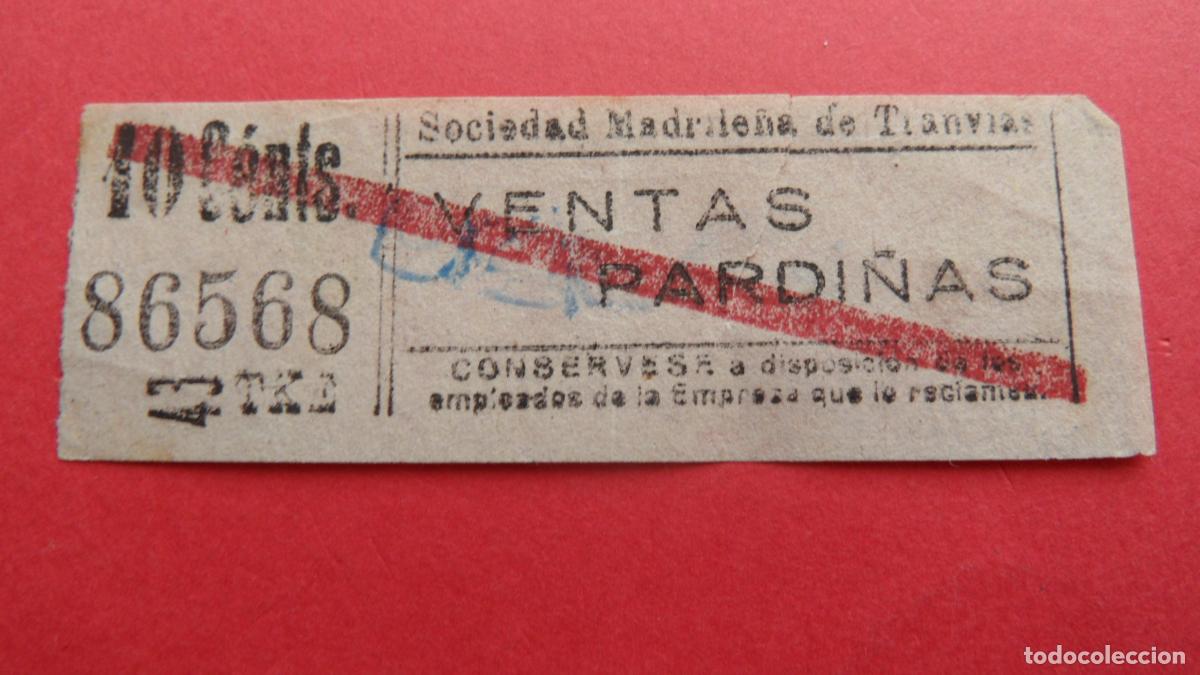 10 Cénts.
86568
43 TKE
Sociedad Madrileña de Tranvías
VENTAS
PARDIÑAS
CONSERVESE a disposición de los
empleados de la Empresa que lo reclamen.
todocoleccion